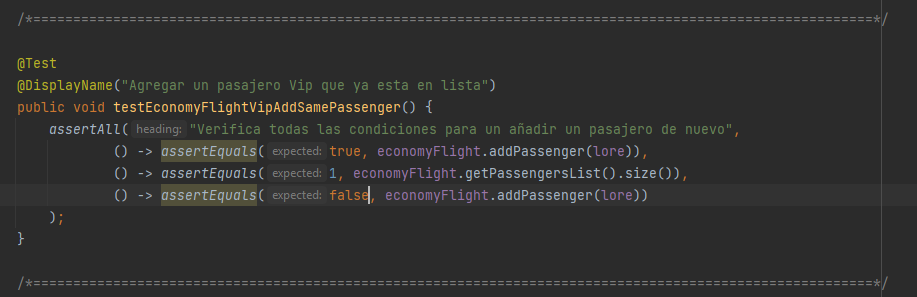 /*=====================================================================================*/
@Test
@DisplayName("Agregar un pasajero Vip que ya esta en lista")
public void testEconomyFlightVipAddSamePassenger() {
assertAll( heading: "Verifica todas las condiciones para un añadir un pasajero de nuevo",
() -> assertEquals( expected: true, economyFlight.addPassenger(lore)),
() -> assertEquals( expected: 1, economyFlight.getPassengersList().size()),
() -> assertEquals( expected: false, economyFlight.addPassenger(lore))
);
}
/*=====================================================================================*/